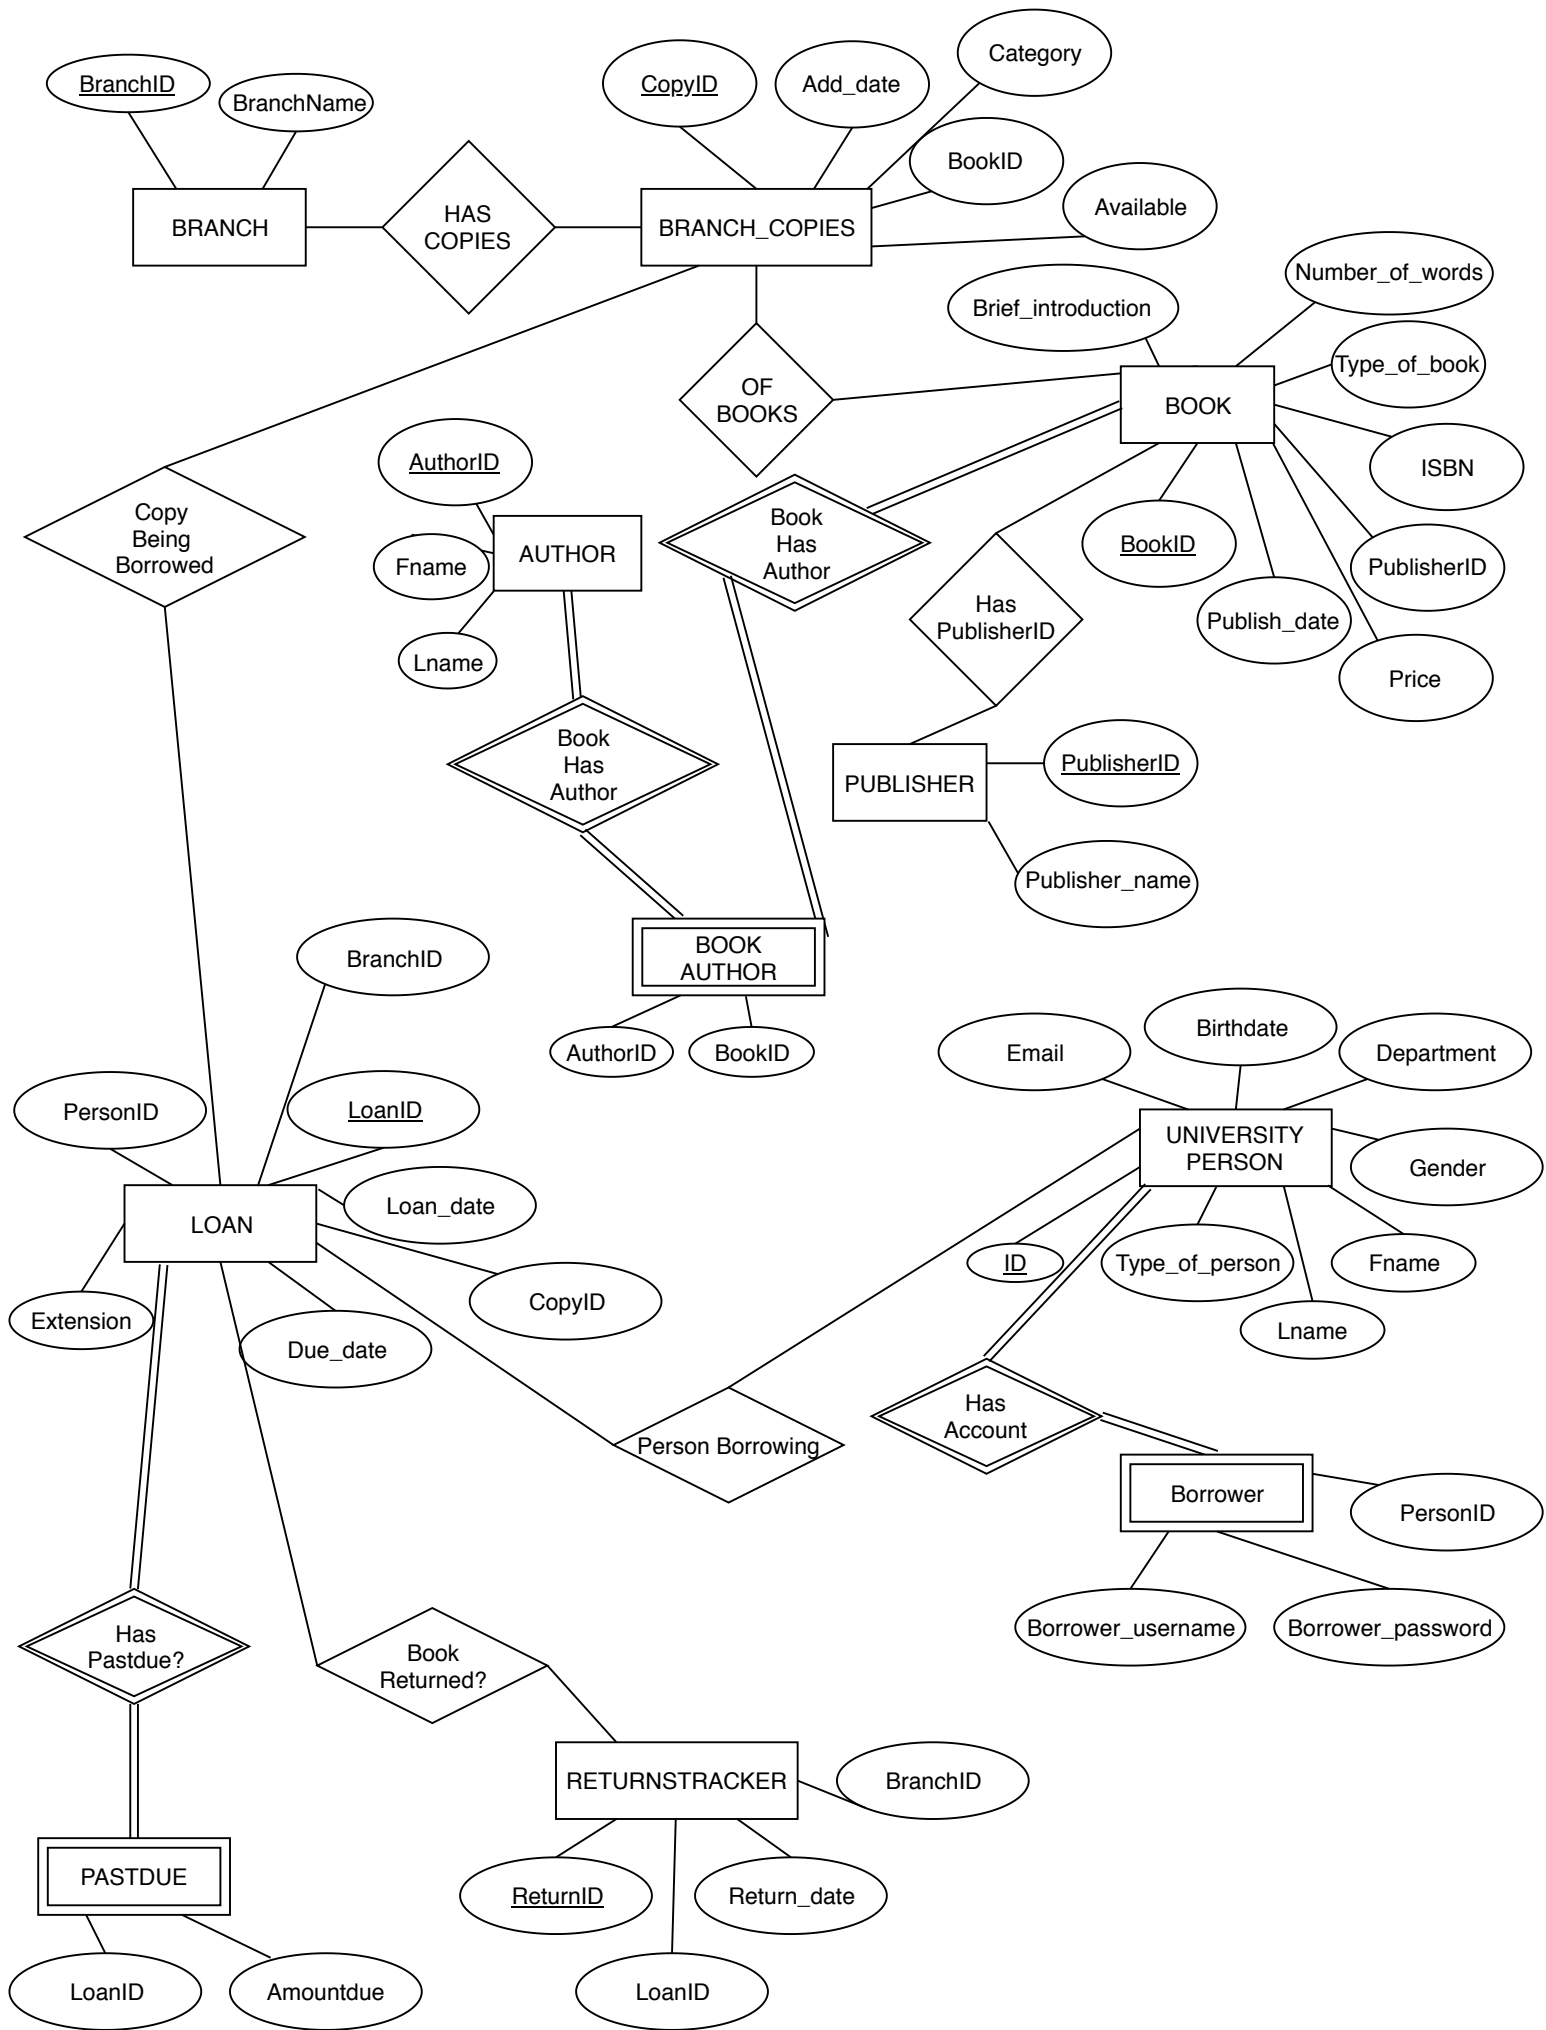 Category
BranchID
CopyID
Add_date
BranchName
BookID
Available
BRANCH
HAS
COPIES
BRANCH_COPIES
Number_of_words
Brief_introduction
Type_of_book
OF
BOOKS
BOOK
AuthorID
ISBN
Copy
Being
Borrowed
Book
Has
Author
BookID
AUTHOR
Fname
PublisherID
Has
PublisherID
Publish_date
Lname
Price
Book
Has
Author
PUBLISHER
PublisherID
Publisher_name
BOOK
AUTHOR
BranchID
AuthorID
BookID
Email
Birthdate
Department
PersonID
LoanID
UNIVERSITY
PERSON
Gender
Loan_date
LOAN
ID
Type_of_person
Fname
CopyID
Extension
Lname
Due_date
Has
Account
Person Borrowing
Borrower
PersonID
Borrower_username
Borrower_password
Has
Pastdue?
Book
Returned?
RETURNSTRACKER
BranchID
PASTDUE
ReturnID
Return_date
LoanID
Amountdue
LoanID